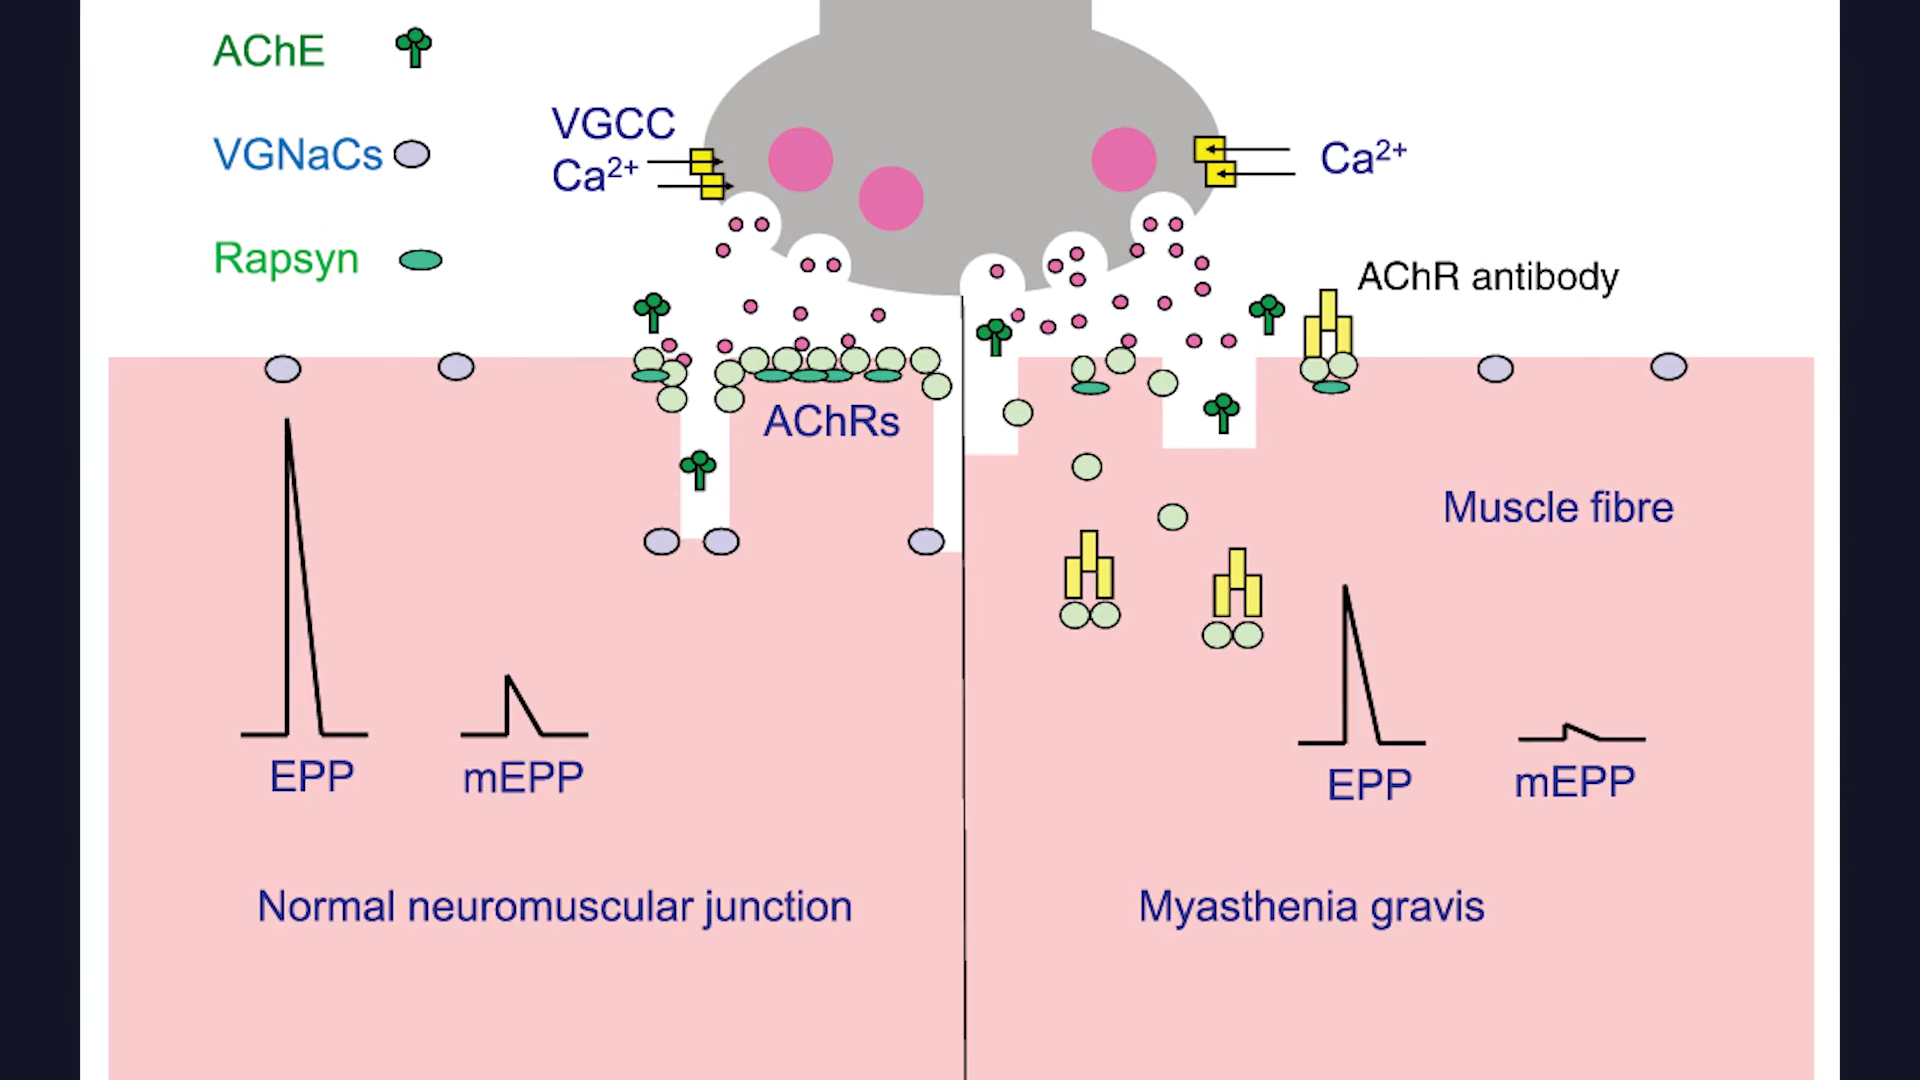 AChE
VGNaCs
Rapsyn
VGCC
Ca²⁺
Ca²⁺
AChR antibody
AChRs
Muscle fibre
EPP
mEPP
EPP
mEPP
Normal neuromuscular junction
Myasthenia gravis